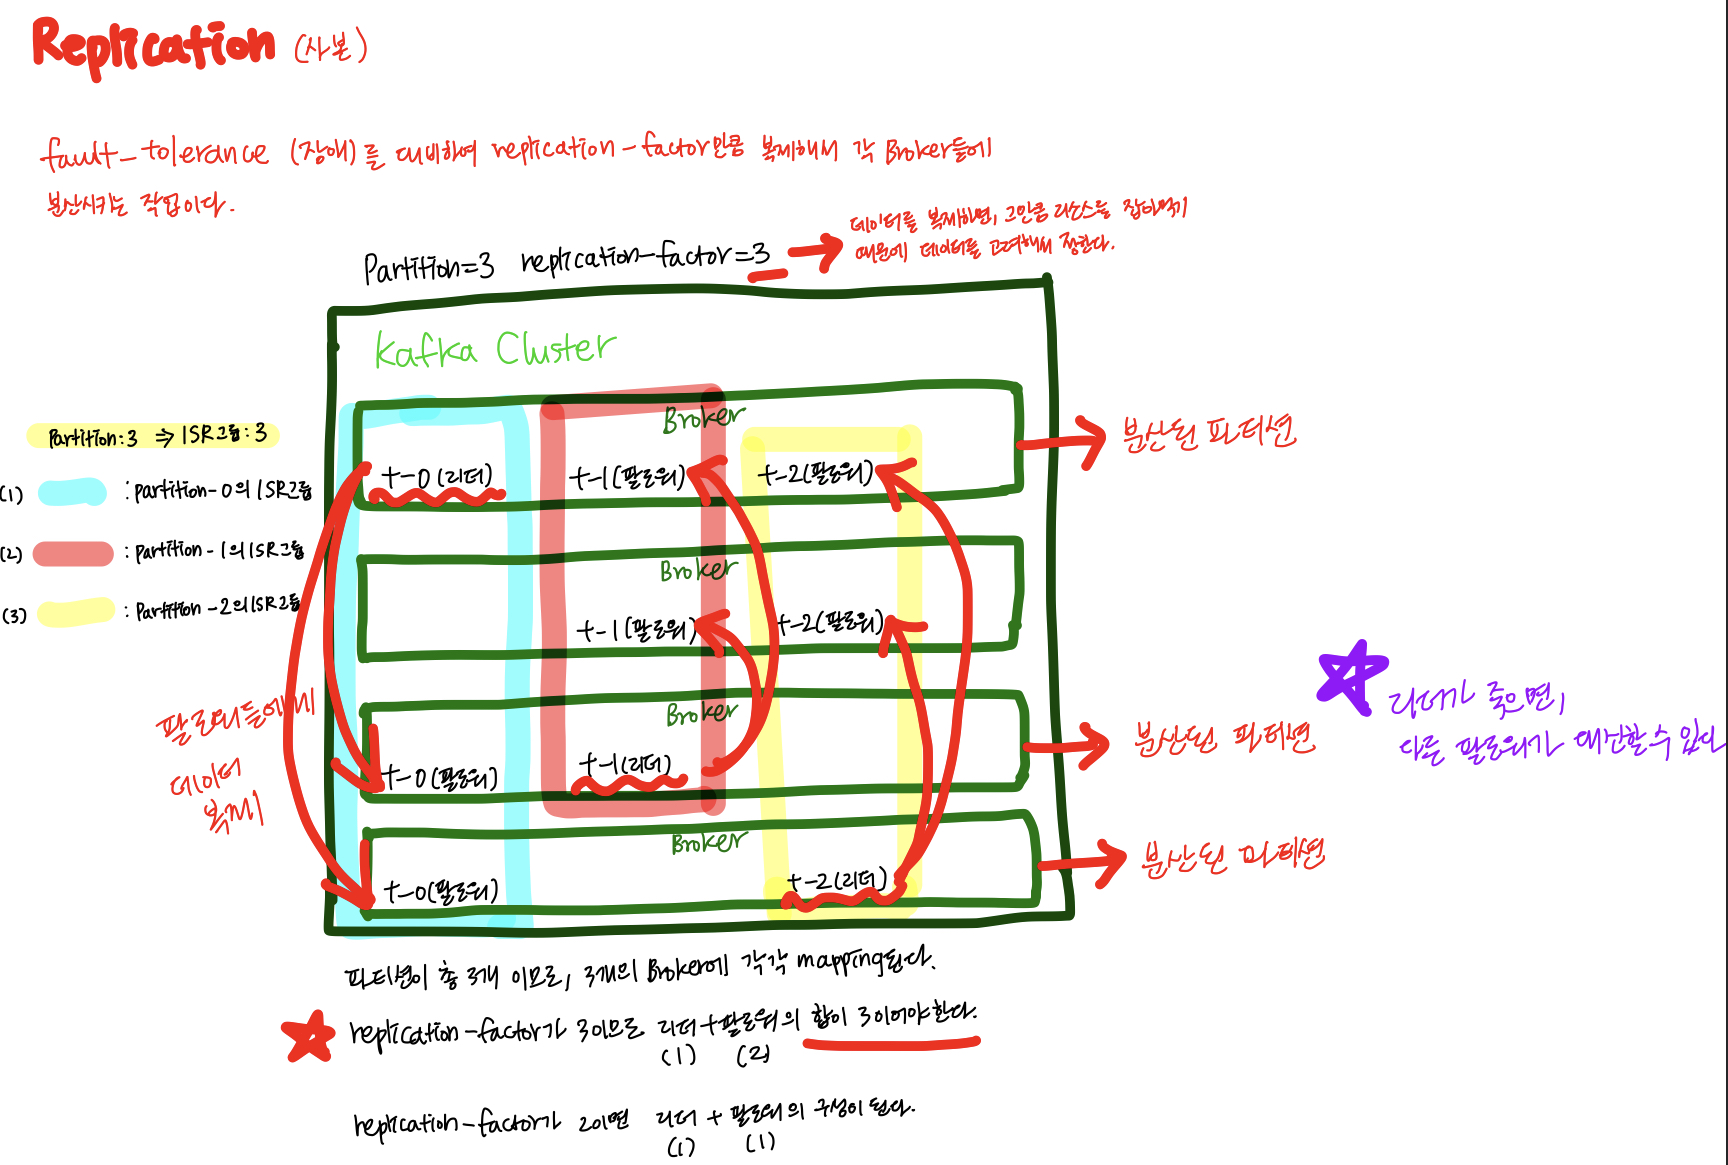 Replication (사본)
fault-tolerance (장애)를 대비하여 replication-factor만큼 복제해서 각 Broker들에
분산시키는 작업이다.
데이터를 복제하면, 그만큼 리소스를 잡아먹기
때문에 데이터를 고려해서 정한다.
Partition=3 replication-factor=3
Kafka Cluster
Partition:3 ⇒ ISR그룹:3
(1) : partition-0의 ISR그룹
(2) : partition-1의 ISR그룹
(3) : Partition-2의 ISR그룹
Broker
t-0(리더) t-1(팔로워) t-2(팔로워)
분산된 파티션
Broker
t-1(팔로워) t-2(팔로워)
Broker
t-0(팔로워) t-1(리더)
분산된 파티션
Broker
t-0(팔로워) t-2(리더)
분산된 파티션
팔로워들에게
데이터
복제
리더가 죽으면,
다른 팔로워가 대신할 수 있다
파티션이 총 3개 이므로, 3개의 Broker에 각각 mapping된다.
replication-factor가 3이므로 리더+팔로워의 합이 3이어야한다.
(1) (2)
replication-factor가 2이면 리더 + 팔로워의 구성이 된다.
(1) (1)